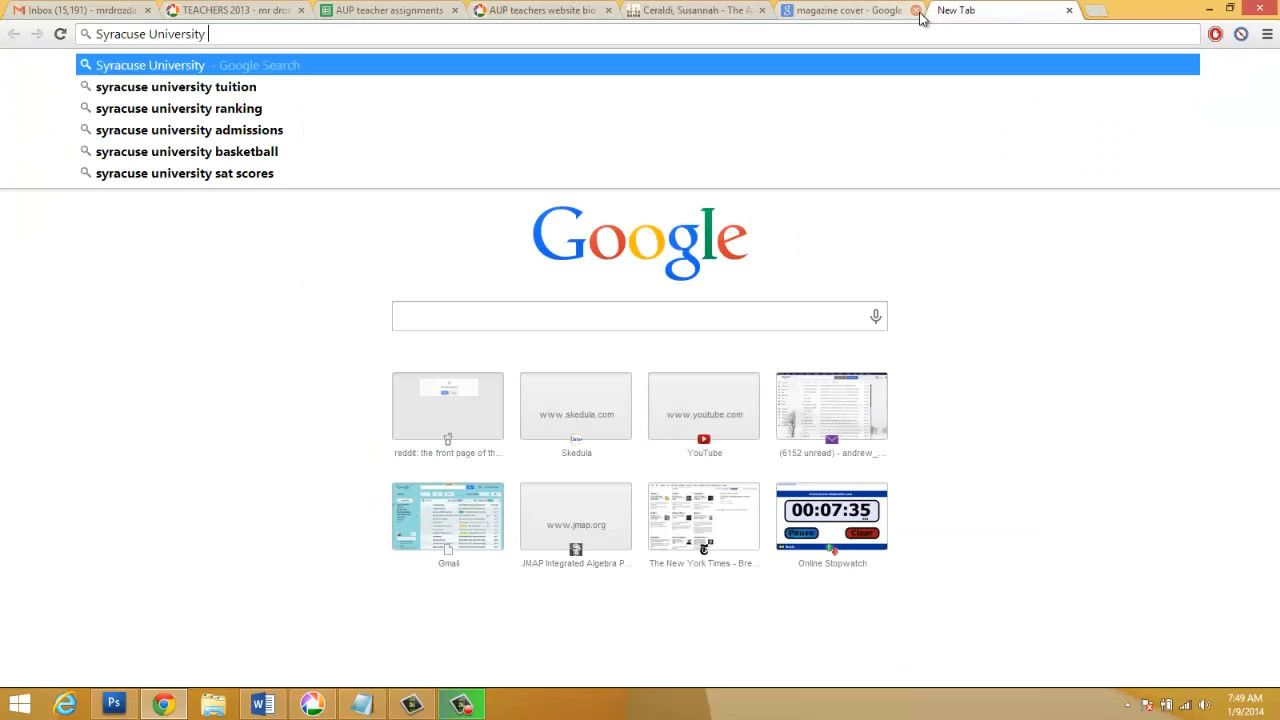 Inbox (15,191) - mrdrozda
TEACHERS 2013 - mr droz
AUP teacher assignments
AUP teachers website bio
Ceraldi, Susannah - The A
magazine cover - Google
New Tab
Syracuse University
Syracuse University - Google Search
syracuse university tuition
syracuse university ranking
syracuse university admissions
syracuse university basketball
syracuse university sat scores
Google
www.skedula.com
www.youtube.com
reddit: the front page of th...
Skedula
YouTube
(6152 unread) - andrew_...
www.jmap.org
00:07:35
Pause
Clear
Gmail
JMAP Integrated Algebra P...
The New York Times - Bre...
Online Stopwatch
Ps
7:49 AM
1/9/2014